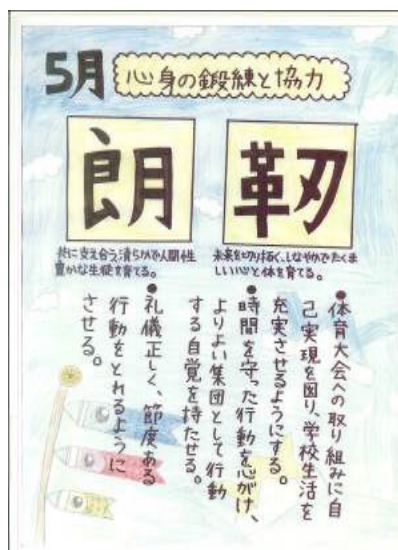 5月
心身の鍛練と協力
靭
朗
未来を切り拓く、しなやかでたくま
しい心と体を育てる。
共に支え合う清らかで人間性
豊かな生徒を育てる。
●体育大会への取り組みに自
己実現を図り、学校生活を
充実させるようにする。
●時間を守った行動を心がけ、
よりよい集団として行動
する自覚を持たせる。
●礼儀正しく、節度ある
行動をとれるように
させる。